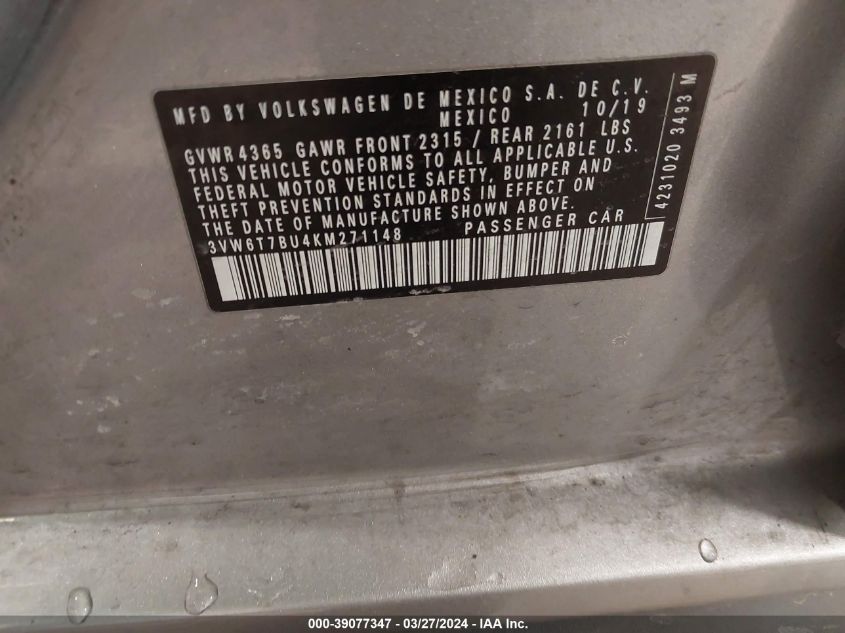 MFD BY VOLKSWAGEN DE MEXICO S.A. DE C.V.
MEXICO 10/19
GVWR 4365 GAWR FRONT 2315 / REAR 2161 LBS
THIS VEHICLE CONFORMS TO ALL APPLICABLE U.S.
FEDERAL MOTOR VEHICLE SAFETY, BUMPER AND
THEFT PREVENTION STANDARDS IN EFFECT ON
THE DATE OF MANUFACTURE SHOWN ABOVE.
3VW6T7BU4KM271148 PASSENGER CAR
4231020 3493 M
000-39077347 - 03/27/2024 - IAA Inc.